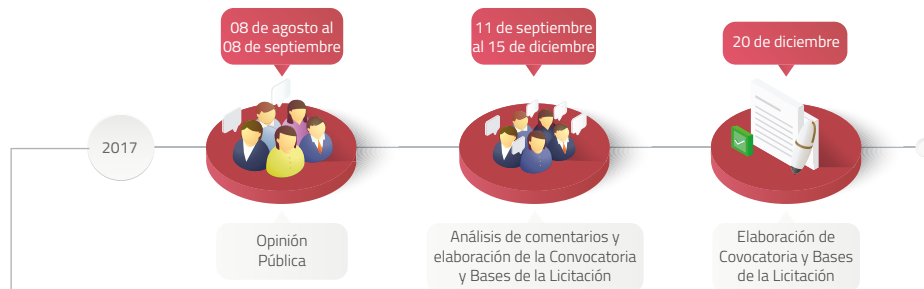 08 de agosto al
08 de septiembre
11 de septiembre
al 15 de diciembre
20 de diciembre
2017
Opinión
Pública
Análisis de comentarios y
elaboración de la Convocatoria
y Bases de la Licitación
Elaboración de
Covocatoria y Bases
de la Licitación